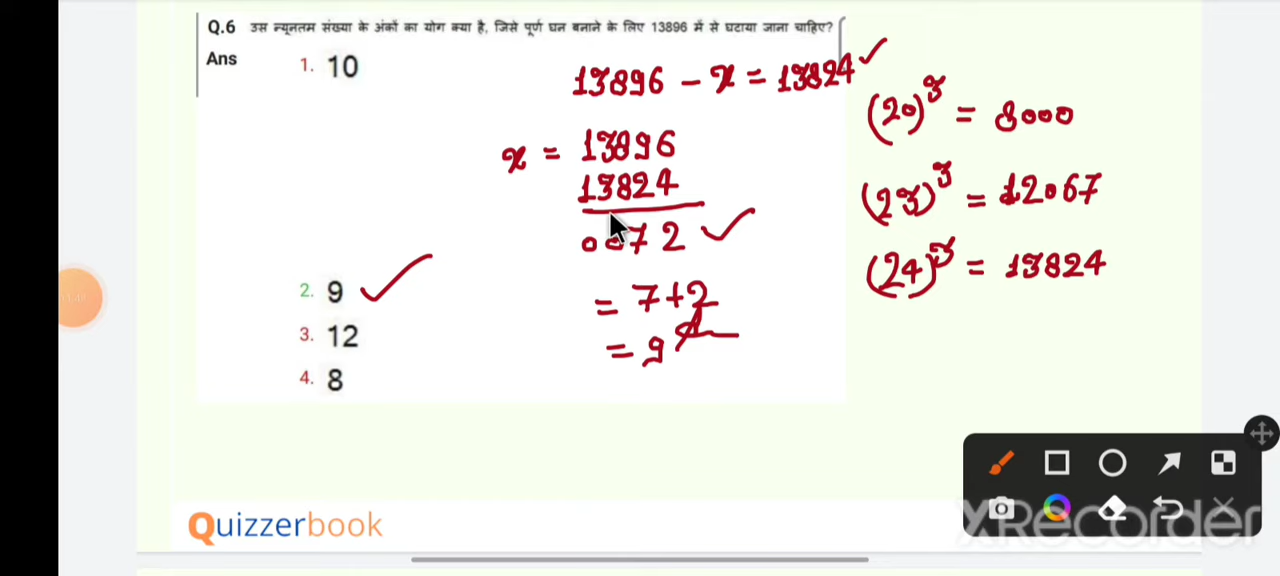 Q.6 उस न्यूनतम संख्या के अंकों का योग क्या है, जिसे पूर्ण घन बनाने के लिए 13896 में से घटाया जाना चाहिए?
Ans
1. 10
2. 9
3. 12
4. 8
13896 - x = 13824
x = 13896
13824
0072
= 7+2
= 9
(20)³ = 8000
(23)³ = 12067
(24)³ = 13824
Quizzerbook
XRecorder